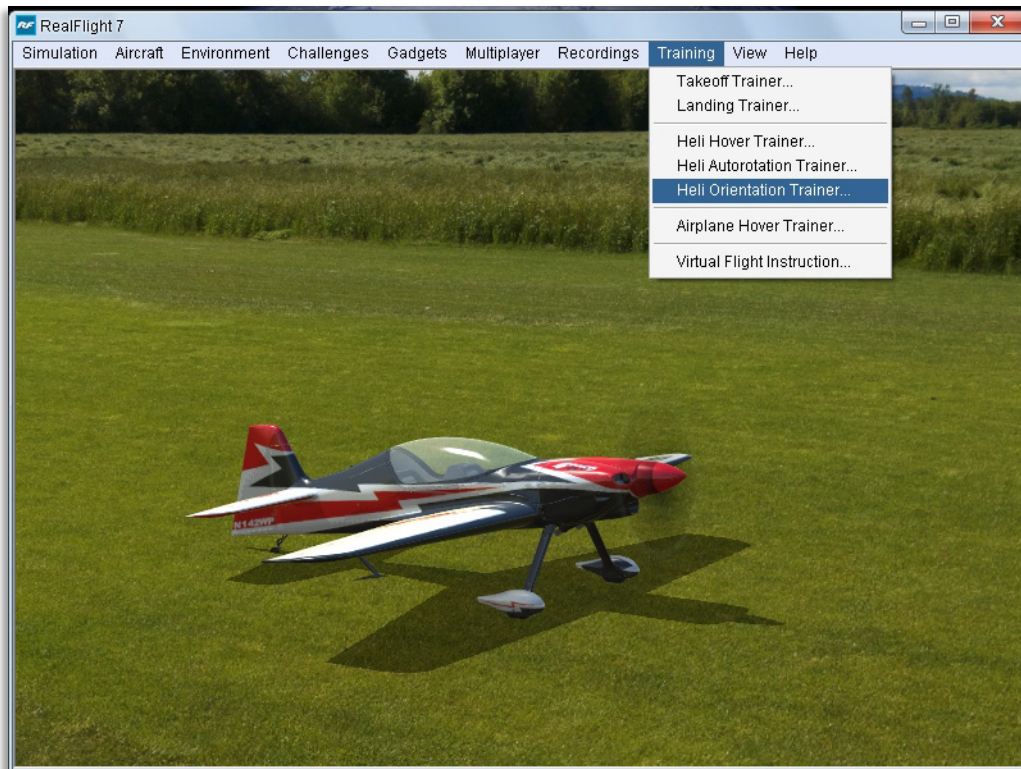 RF RealFlight 7
Simulation Aircraft Environment Challenges Gadgets Multiplayer Recordings Training View Help
Takeoff Trainer...
Landing Trainer...
Heli Hover Trainer...
Heli Autorotation Trainer...
Heli Orientation Trainer...
Airplane Hover Trainer...
Virtual Flight Instruction...